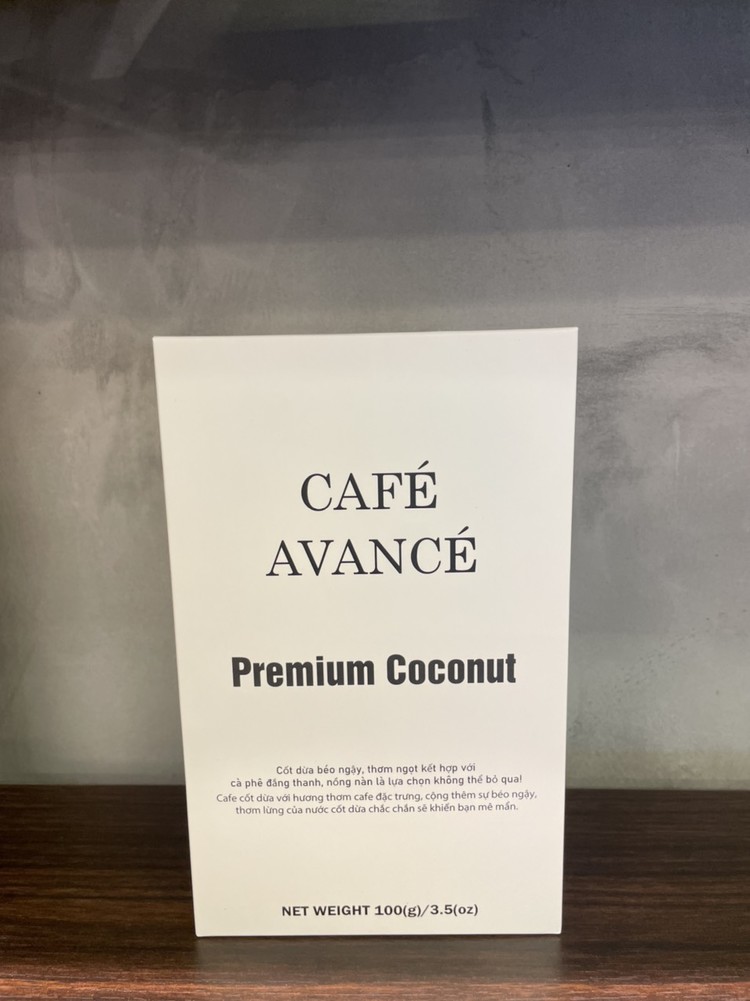 CAFÉ
AVANCÉ
Premium Coconut
Cốt dừa béo ngậy, thơm ngọt kết hợp với
cà phê đắng thanh, nồng nàn là lựa chọn không thể bỏ qua!
Cafe cốt dừa với hương thơm cafe đặc trưng, cộng thêm sự béo ngậy,
thơm lừng của nước cốt dừa chắc chắn sẽ khiến bạn mê mẩn.
NET WEIGHT 100(g)/3.5(oz)